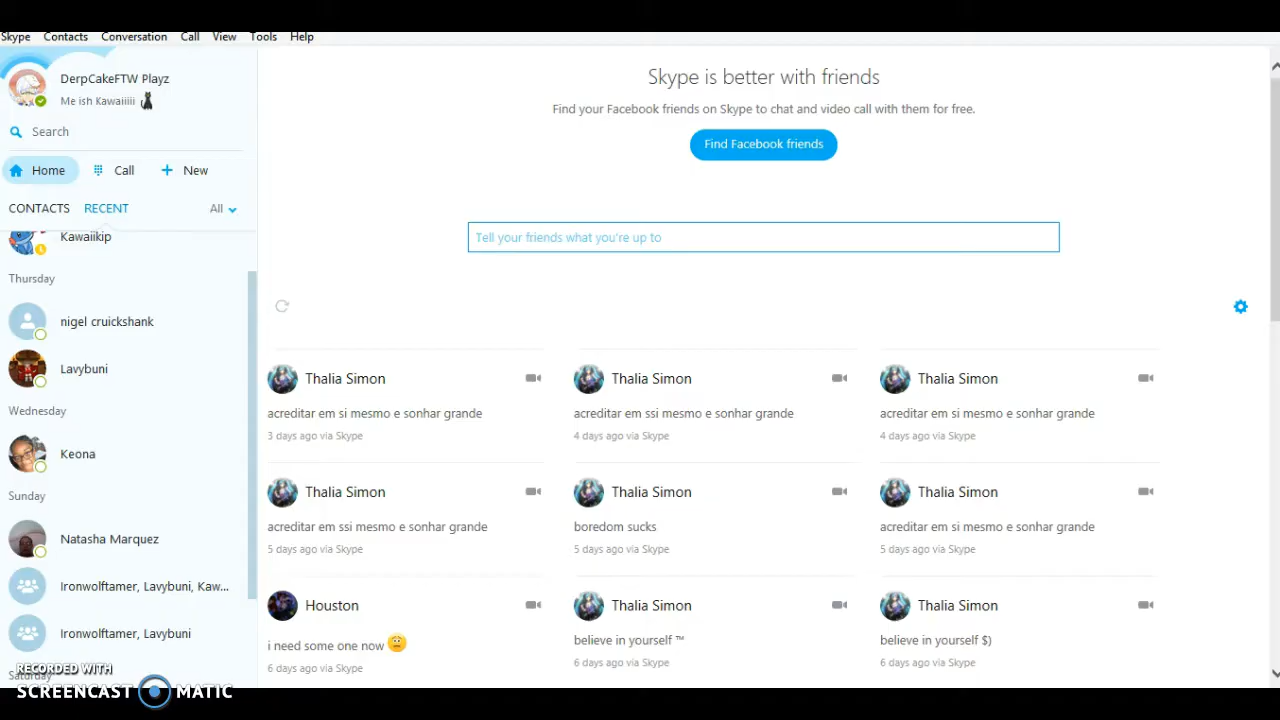 Skype Contacts Conversation Call View Tools Help
DerpCakeFTW Playz
Me ish Kawaiiiii
Search
Home Call New
CONTACTS RECENT All
Kawaiikip
Thursday
nigel cruickshank
Lavybuni
Wednesday
Keona
Sunday
Natasha Marquez
Ironwolftamer, Lavybuni, Kaw...
Ironwolftamer, Lavybuni
Saturday
RECORDED WITH
SCREENCAST MATIC
Skype is better with friends
Find your Facebook friends on Skype to chat and video call with them for free.
Find Facebook friends
Tell your friends what you're up to
Thalia Simon
acreditar em si mesmo e sonhar grande
3 days ago via Skype
Thalia Simon
acreditar em ssi mesmo e sonhar grande
4 days ago via Skype
Thalia Simon
acreditar em si mesmo e sonhar grande
4 days ago via Skype
Thalia Simon
acreditar em ssi mesmo e sonhar grande
5 days ago via Skype
Thalia Simon
boredom sucks
5 days ago via Skype
Thalia Simon
acreditar em si mesmo e sonhar grande
5 days ago via Skype
Houston
i need some one now
6 days ago via Skype
Thalia Simon
believe in yourself ™
6 days ago via Skype
Thalia Simon
believe in yourself $)
6 days ago via Skype